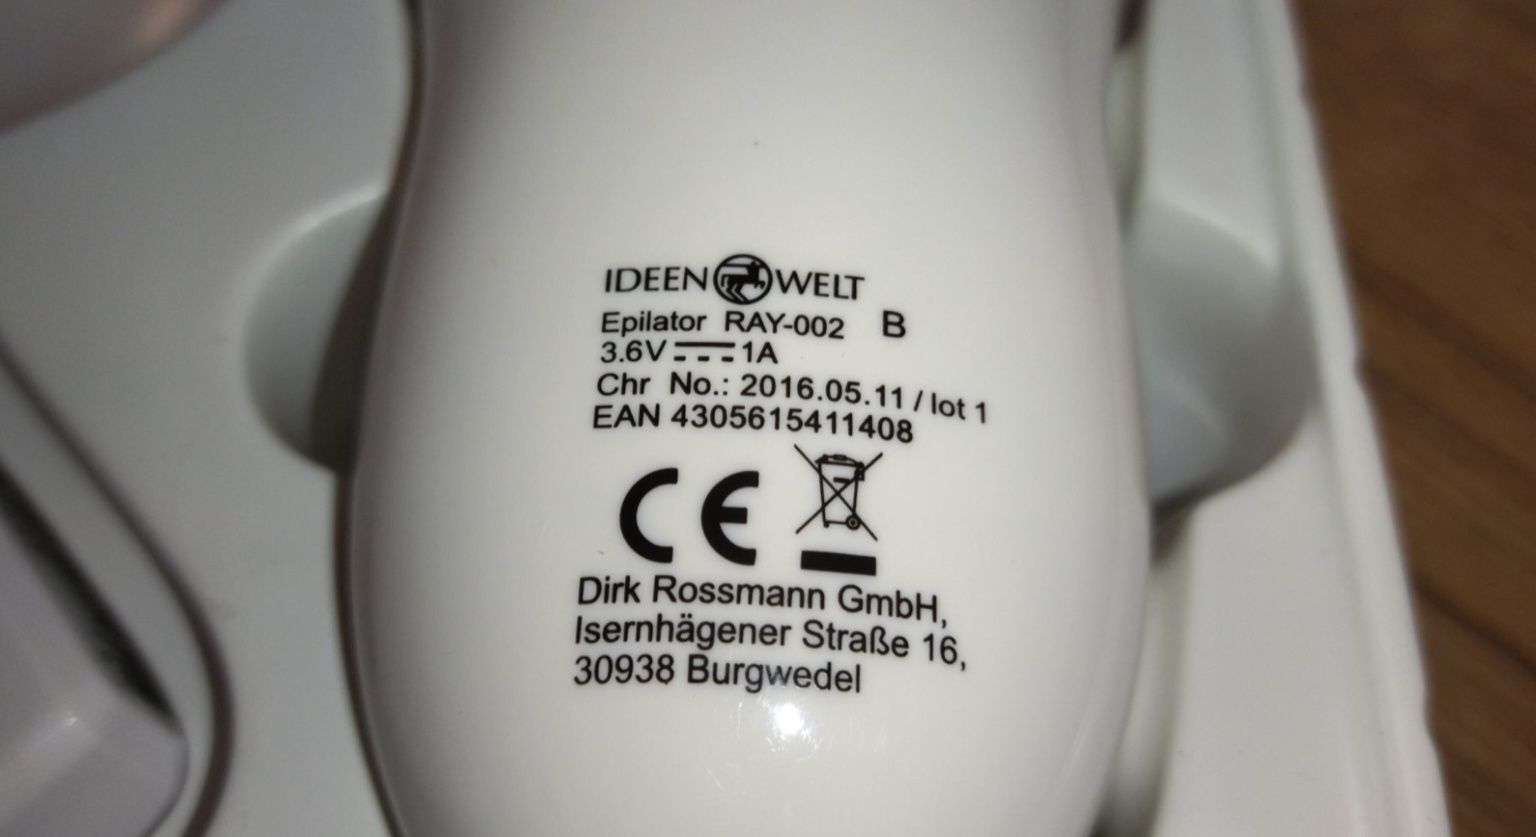 IDEEN WELT
Epilator RAY-002 B
3.6V 1A
Chr No.: 2016.05.11 / lot 1
EAN 4305615411408
CE
Dirk Rossmann GmbH,
Isernhägener Straße 16,
30938 Burgwedel